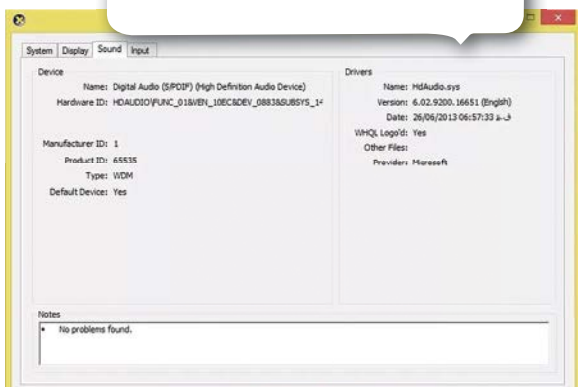 System Display Sound Input
Device
Name: Digital Audio (S/PDIF) (High Definition Audio Device)
Hardware ID: HDAUDIO\FUNC_01&VEN_10EC&DEV_0883&SUBSYS_14
Manufacturer ID: 1
Product ID: 65535
Type: WDM
Default Device: Yes
Drivers
Name: HdAudio.sys
Version: 6.02.9200.16651 (English)
Date: 26/06/2013 06:57:33
WHQL Logo'd: Yes
Other Files:
Provider: Microsoft
Notes
• No problems found.